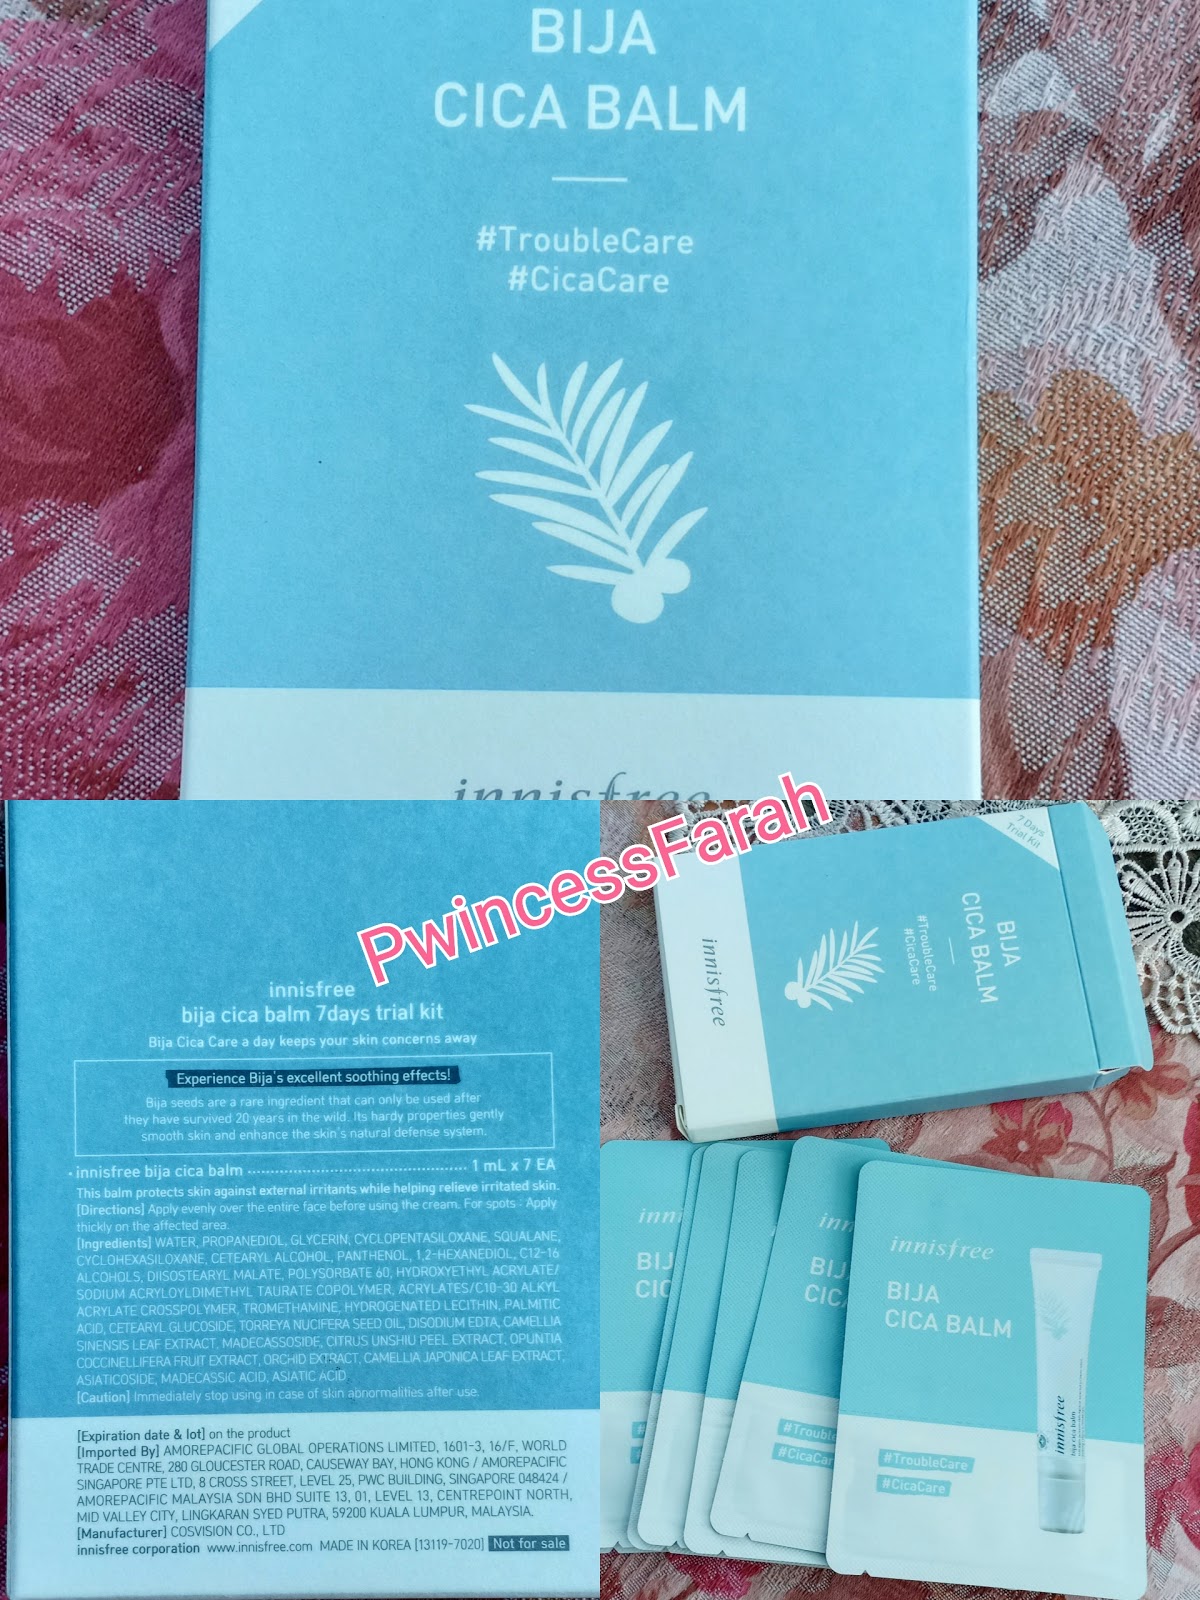 BIJA
CICA BALM
#TroubleCare
#CicaCare
innisfree
PwincessFarah
innisfree
bija cica balm 7days trial kit
Bija Cica Care a day keeps your skin concerns away
Experience Bija's excellent soothing effects!
Bija seeds are a rare ingredient that can only be used after
they have survived 20 years in the wild. Its hardy properties gently
smooth skin and enhance the skin's natural defense system.
• innisfree bija cica balm ................................................ 1 mL x 7 EA
This balm protects skin against external irritants while helping relieve irritated skin.
[Directions] Apply evenly over the entire face before using the cream. For spots : Apply
thickly on the affected area.
[Ingredients] WATER, PROPANEDIOL, GLYCERIN, CYCLOPENTASILOXANE, SQUALANE,
CYCLOHEXASILOXANE, CETEARYL ALCOHOL, PANTHENOL, 1,2-HEXANEDIOL, C12-16
ALCOHOLS, DIISOSTEARYL MALATE, POLYSORBATE 60, HYDROXYETHYL ACRYLATE/
SODIUM ACRYLOYLDIMETHYL TAURATE COPOLYMER, ACRYLATES/C10-30 ALKYL
ACRYLATE CROSSPOLYMER, TROMETHAMINE, HYDROGENATED LECITHIN, PALMITIC
ACID, CETEARYL GLUCOSIDE, TORREYA NUCIFERA SEED OIL, DISODIUM EDTA, CAMELLIA
SINENSIS LEAF EXTRACT, MADECASSOSIDE, CITRUS UNSHIU PEEL EXTRACT, OPUNTIA
COCCINELLIFERA FRUIT EXTRACT, ORCHID EXTRACT, CAMELLIA JAPONICA LEAF EXTRACT,
ASIATICOSIDE, MADECASSIC ACID, ASIATIC ACID
[Caution] Immediately stop using in case of skin abnormalities after use.
[Expiration date & lot] on the product
[Imported By] AMOREPACIFIC GLOBAL OPERATIONS LIMITED, 1601-3, 16/F, WORLD
TRADE CENTRE, 280 GLOUCESTER ROAD, CAUSEWAY BAY, HONG KONG / AMOREPACIFIC
SINGAPORE PTE LTD, 8 CROSS STREET, LEVEL 25, PWC BUILDING, SINGAPORE 048424 /
AMOREPACIFIC MALAYSIA SDN BHD SUITE 13, 01, LEVEL 13, CENTREPOINT NORTH,
MID VALLEY CITY, LINGKARAN SYED PUTRA, 59200 KUALA LUMPUR, MALAYSIA.
[Manufacturer] COSVISION CO., LTD
innisfree corporation www.innisfree.com MADE IN KOREA [13119-7020] Not for sale
7 Days
Trial Kit
BIJA
CICA BALM
#TroubleCare
#CicaCare
innisfree
inni
BIJ
CIC
inn
BIJ
CICA
#Trouble
#CicaCar
innisfree
BIJA
CICA BALM
innisfree
bija cica balm
#TroubleCare
#CicaCare